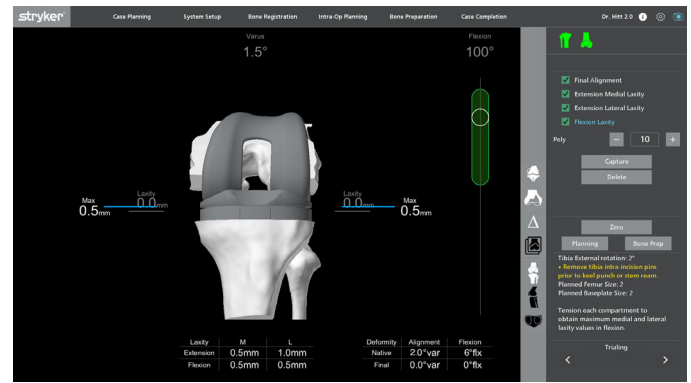 stryker
Case Planning
System Setup
Bone Registration
Intra-Op Planning
Bone Preparation
Case Completion
Dr. Hitt 2.0
Varus
1.5°
Flexion
100°
Max
0.5mm
Laxity
0.0mm
Laxity
0.0mm
Max
0.5mm
Laxity M L
Extension 0.5mm 1.0mm
Flexion 0.5mm 0.5mm
Deformity Alignment Flexion
Native 2.0°var 6°flx
Final 0.0°var 0°flx
Final Alignment
Extension Medial Laxity
Extension Lateral Laxity
Flexion Laxity
Poly − 10 +
Capture
Delete
Zero
Planning
Bone Prep
Tibia External rotation: 2°
• Remove tibia intra-incision pins
prior to keel punch or stem ream.
Planned Femur Size: 2
Planned Baseplate Size: 2
Tension each compartment to
obtain maximum medial and lateral
laxity values in flexion.
Trialing